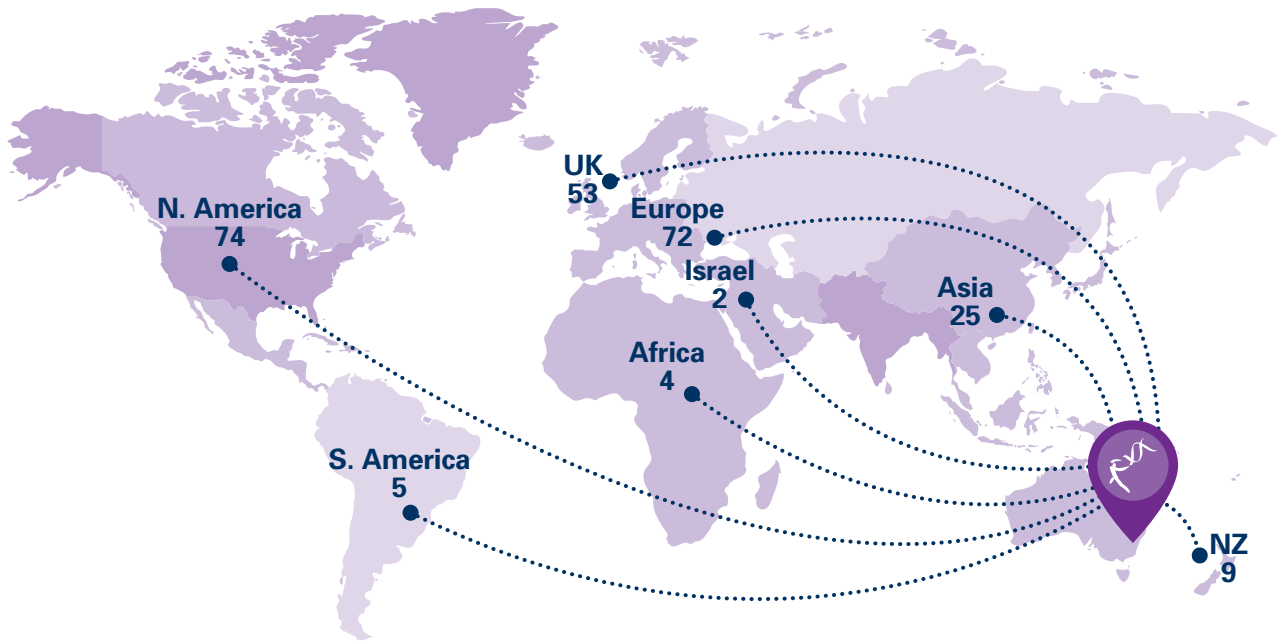 UK
53
N. America
74
Europe
72
Israel
2
Asia
25
Africa
4
S. America
5
NZ
9